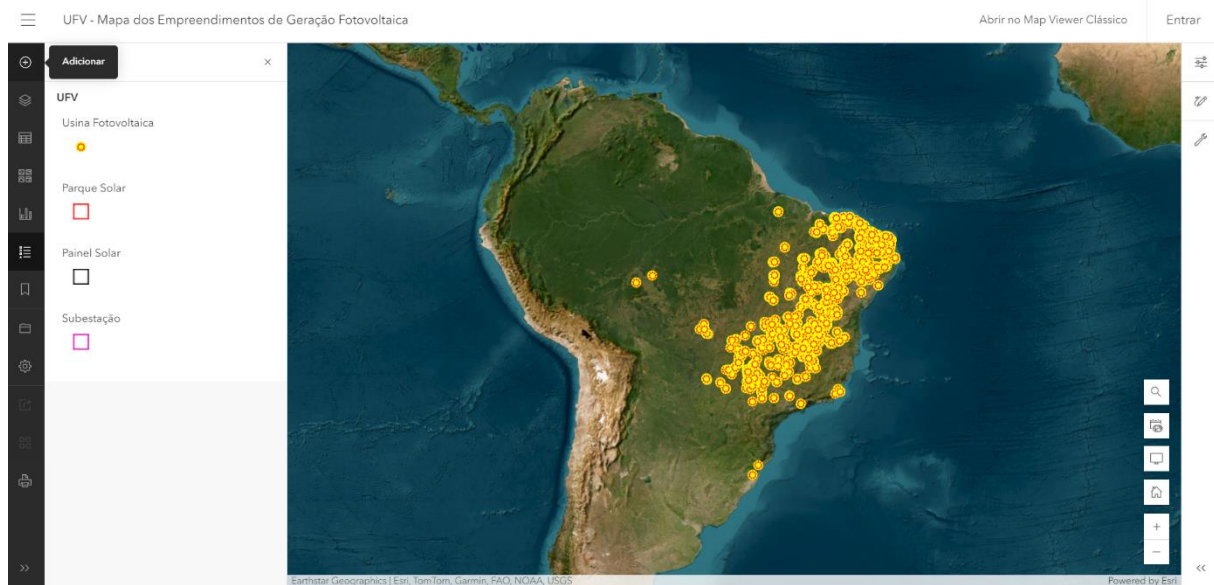 UFV - Mapa dos Empreendimentos de Geração Fotovoltaica
Abrir no Map Viewer Clássico
Entrar
Adicionar
UFV
Usina Fotovoltaica
Parque Solar
Painel Solar
Subestação
Earthstar Geographics | Esri, TomTom, Garmin, FAO, NOAA, USGS
Powered by Esri